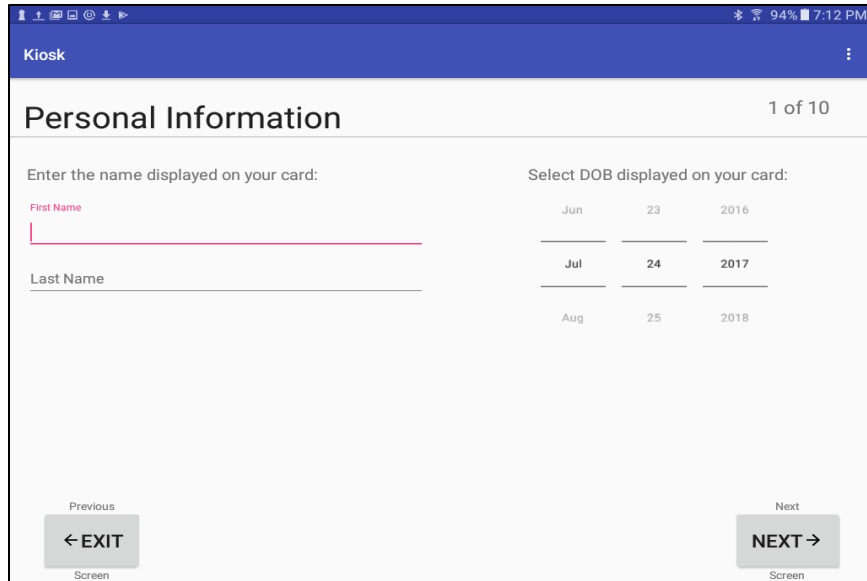 94% 7:12 PM
Kiosk
Personal Information
1 of 10
Enter the name displayed on your card:
First Name
Last Name
Select DOB displayed on your card:
Jun 23 2016
Jul 24 2017
Aug 25 2018
Previous
←EXIT
Screen
Next
NEXT→
Screen